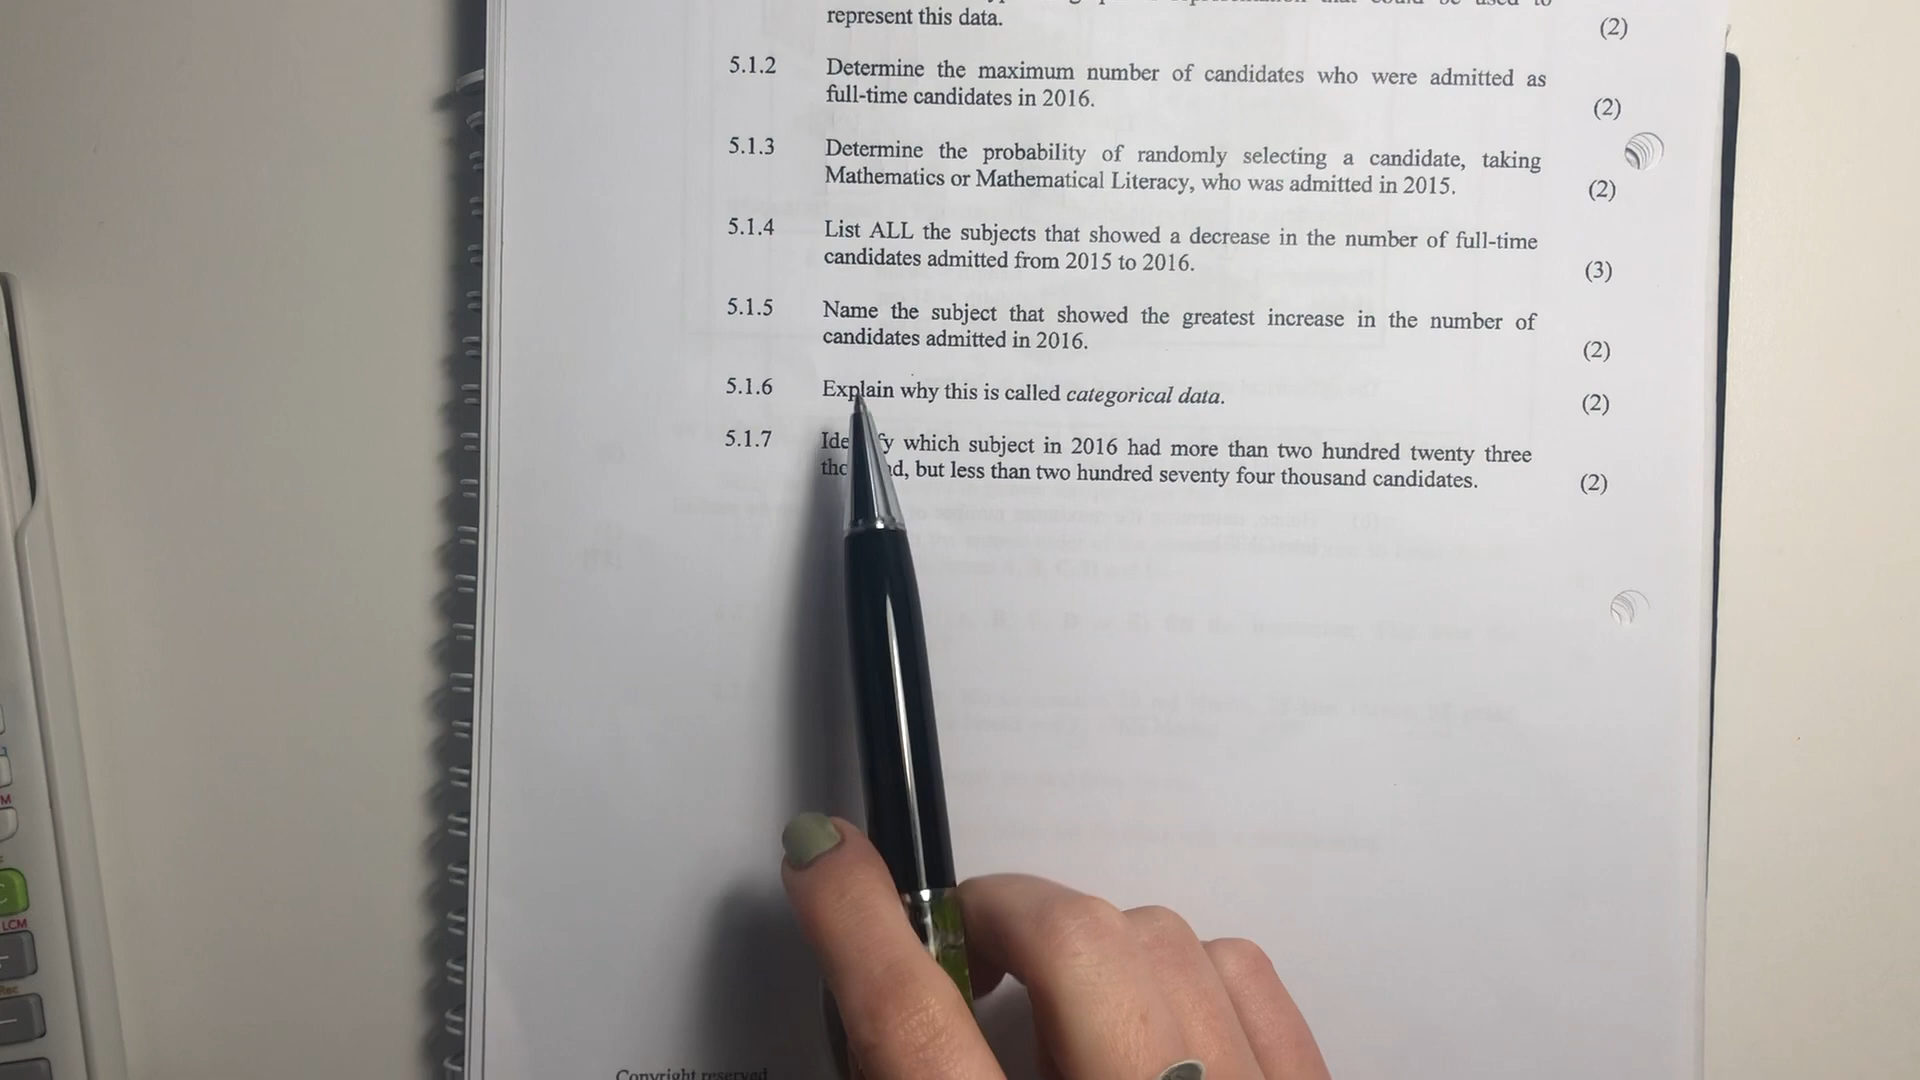 represent this data. (2)
5.1.2 Determine the maximum number of candidates who were admitted as
full-time candidates in 2016. (2)
5.1.3 Determine the probability of randomly selecting a candidate, taking
Mathematics or Mathematical Literacy, who was admitted in 2015. (2)
5.1.4 List ALL the subjects that showed a decrease in the number of full-time
candidates admitted from 2015 to 2016. (3)
5.1.5 Name the subject that showed the greatest increase in the number of
candidates admitted in 2016. (2)
5.1.6 Explain why this is called categorical data. (2)
5.1.7 which subject in 2016 had more than two hundred twenty three
but less than two hundred seventy four thousand candidates. (2)
Copyright reserved
M
LCM